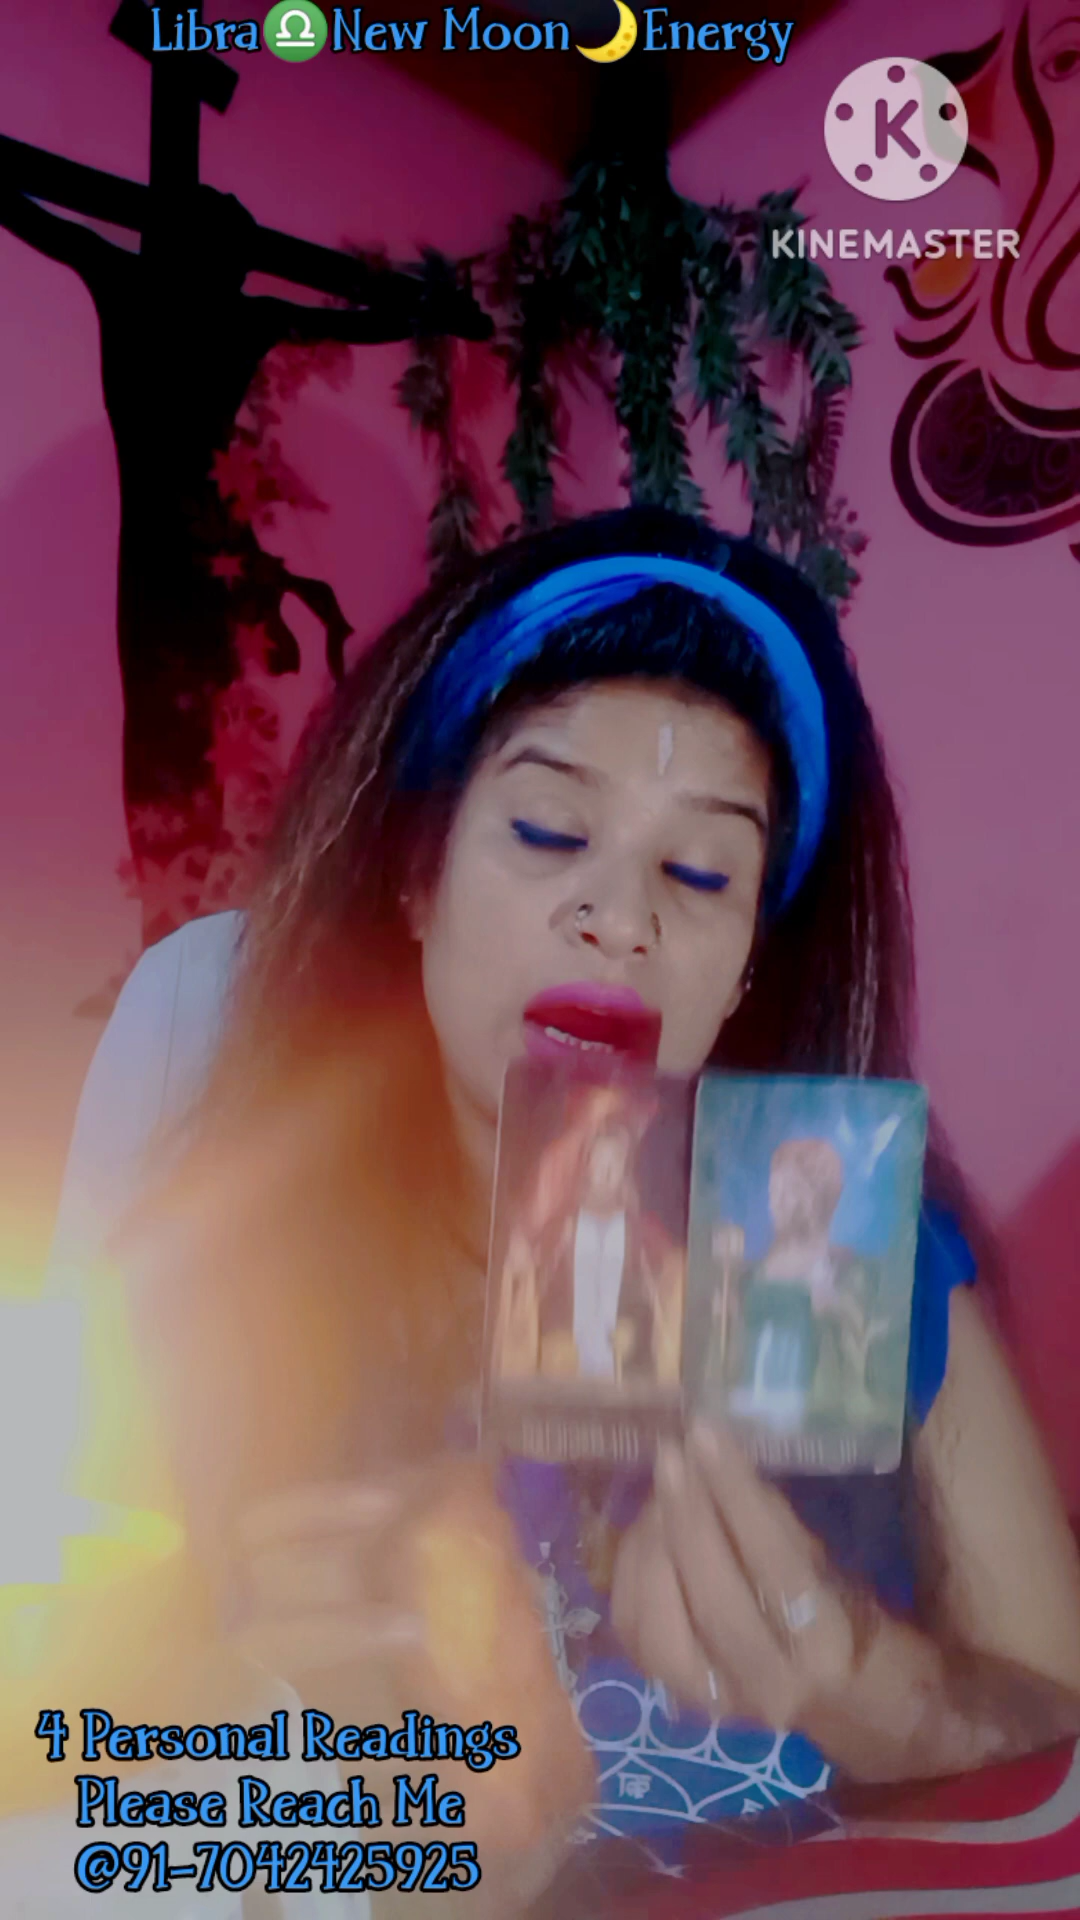 Libra♎New Moon🌙Energy
K
KINEMASTER
4 Personal Readings
Please Reach Me
@91-7042425925